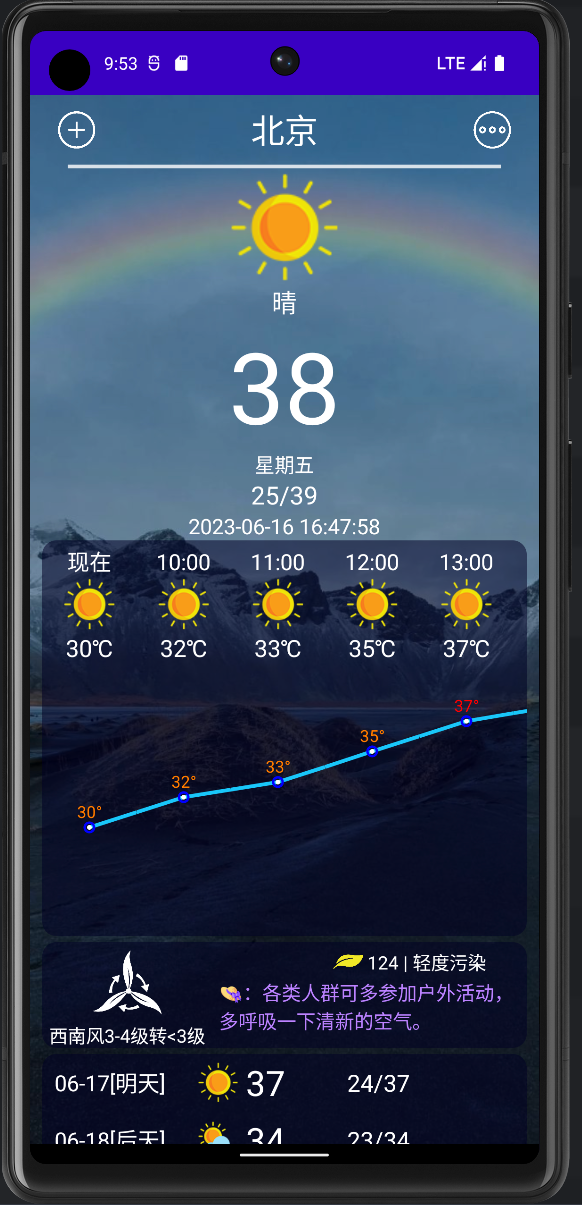 9:53 LTE
北京
晴
38
星期五
25/39
2023-06-16 16:47:58
现在 10:00 11:00 12:00 13:00
30℃ 32℃ 33℃ 35℃ 37℃
37°
35°
33°
32°
30°
124 | 轻度污染
：各类人群可多参加户外活动，
多呼吸一下清新的空气。
西南风3-4级转<3级
06-17[明天] 37 24/37
06-18[后天] 34 23/34